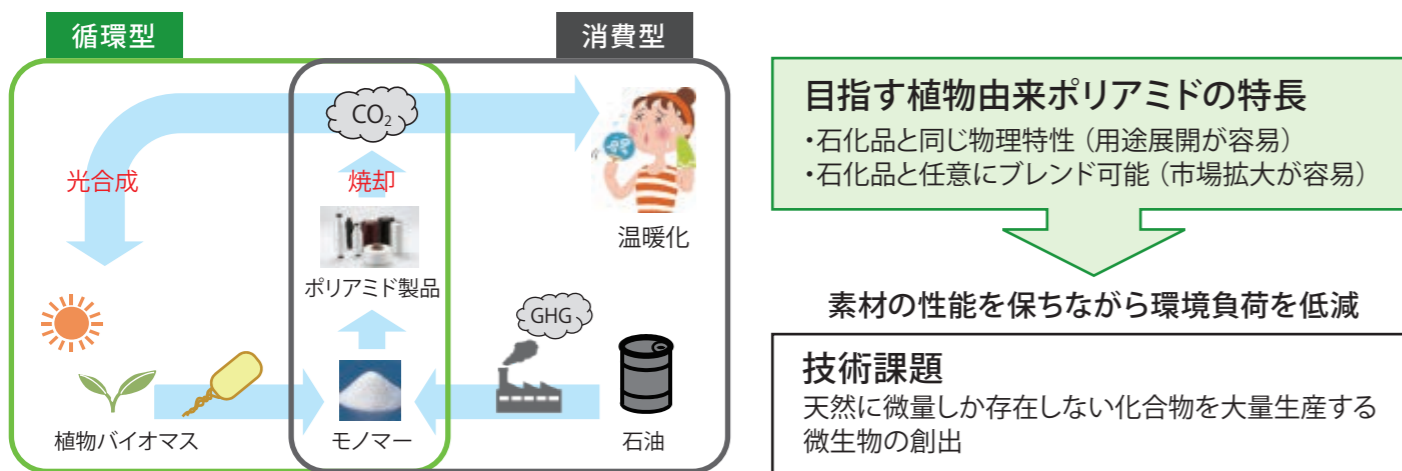 循環型
消費型
CO₂
光合成
焼却
温暖化
ポリアミド製品
GHG
植物バイオマス
モノマー
石油
目指す植物由来ポリアミドの特長
・石化品と同じ物理特性（用途展開が容易）
・石化品と任意にブレンド可能（市場拡大が容易）
素材の性能を保ちながら環境負荷を低減
技術課題
天然に微量しか存在しない化合物を大量生産する
微生物の創出